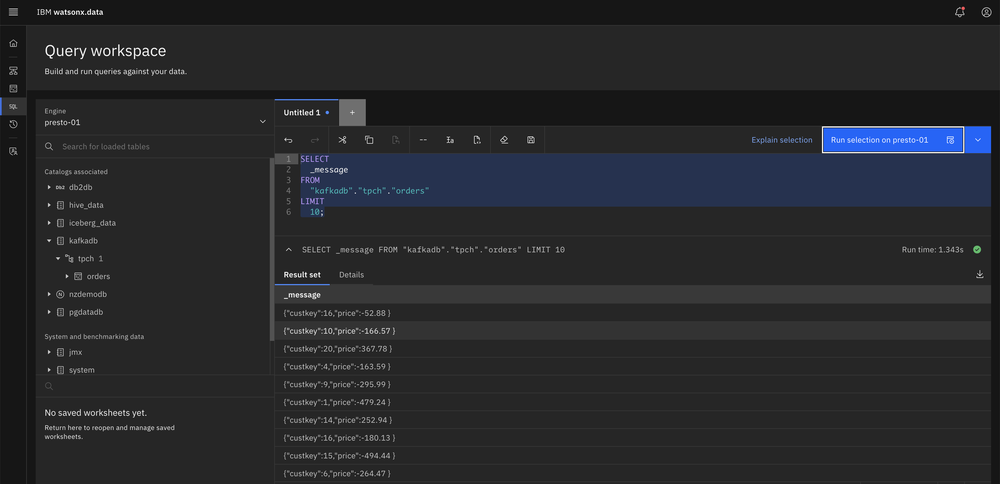 IBM watsonx.data
Query workspace
Build and run queries against your data.
SQL
Engine
presto-01
Search for loaded tables
Catalogs associated
Db2 db2db
hive_data
iceberg_data
kafkadb
tpch 1
orders
N nzdemodb
pgdatadb
System and benchmarking data
jmx
system
No saved worksheets yet.
Return here to reopen and manage saved
worksheets.
Untitled 1
+
Explain selection
Run selection on presto-01
1 SELECT
2 _message
3 FROM
4 "kafkadb"."tpch"."orders"
5 LIMIT
6 10;
SELECT _message FROM "kafkadb"."tpch"."orders" LIMIT 10
Run time: 1.343s
Result set Details
_message
{"custkey":16,"price":-52.88 }
{"custkey":10,"price":-166.57 }
{"custkey":20,"price":367.78 }
{"custkey":4,"price":-163.59 }
{"custkey":9,"price":-295.99 }
{"custkey":1,"price":-479.24 }
{"custkey":14,"price":252.94 }
{"custkey":16,"price":-180.13 }
{"custkey":15,"price":-494.44 }
{"custkey":6,"price":-264.47 }